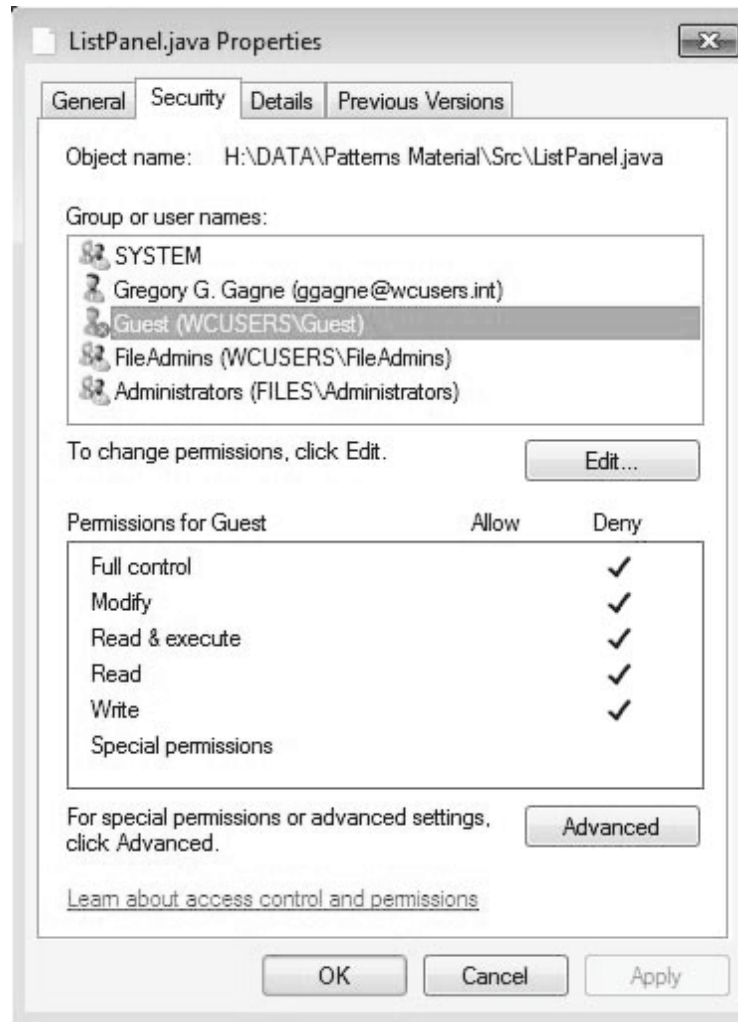 ListPanel.java Properties
General Security Details Previous Versions
Object name: H:\DATA\Patterns Material\Src\ListPanel.java
Group or user names:
SYSTEM
Gregory G. Gagne (ggagne@wcusers.int)
Guest (WCUSERS\Guest)
FileAdmins (WCUSERS\FileAdmins)
Administrators (FILES\Administrators)
To change permissions, click Edit.
Edit...
Permissions for Guest Allow Deny
Full control
Modify
Read & execute
Read
Write
Special permissions
For special permissions or advanced settings,
click Advanced.
Advanced
Learn about access control and permissions
OK Cancel Apply